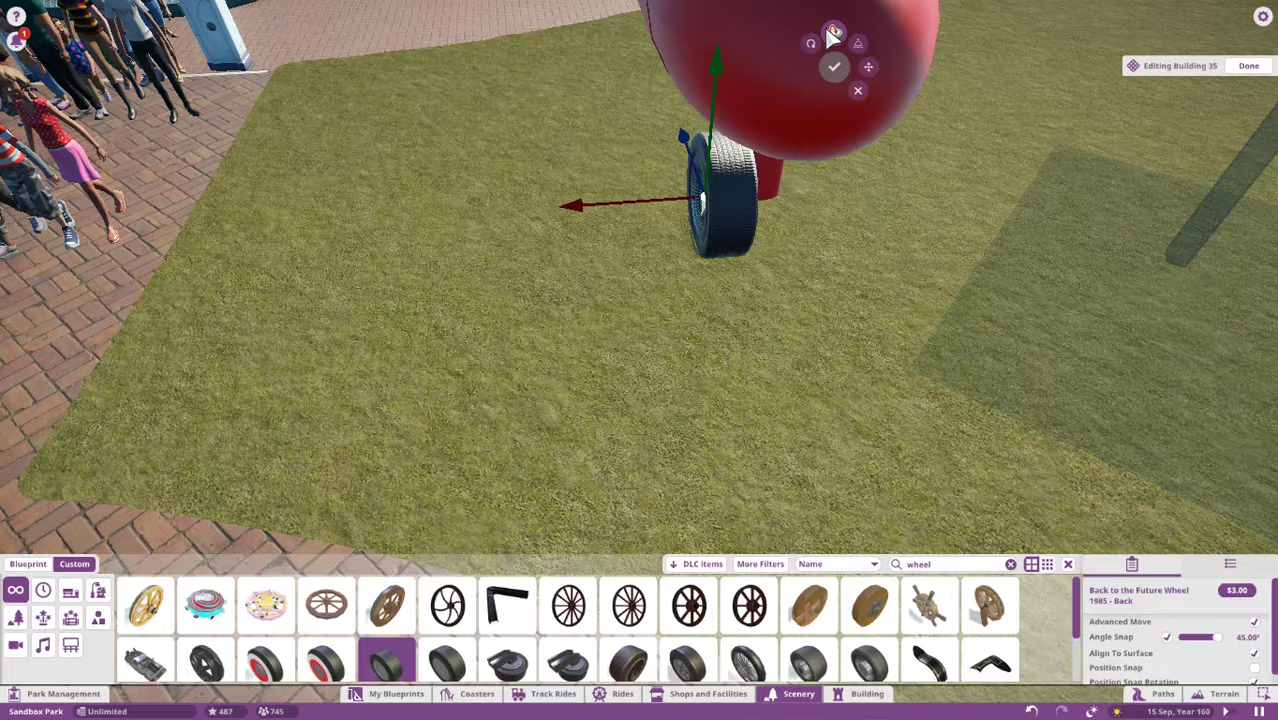 ?
1
Editing Building 35 Done
Blueprint Custom
DLC items More Filters Name wheel
Back to the Future Wheel
1985 - Back
$3.00
Advanced Move
Angle Snap 45.00°
Align To Surface
Position Snap
Position Snap Rotation
Park Management My Blueprints Coasters Track Rides Rides Shops and Facilities Scenery Building Paths Terrain
Sandbox Park Unlimited 487 745 15 Sep, Year 160